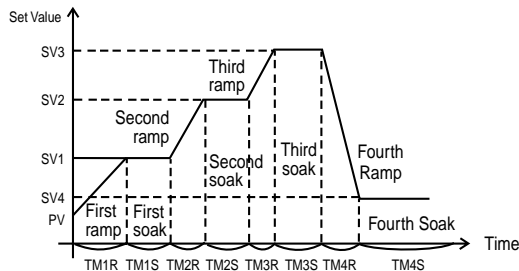 Set Value
SV3
SV2
SV1
SV4
PV
Third
ramp
Second
ramp
Second
soak
Third
soak
Fourth
Ramp
First
ramp
First
soak
Fourth Soak
Time
TM1R TM1S TM2R TM2S TM3R TM3S TM4R TM4S